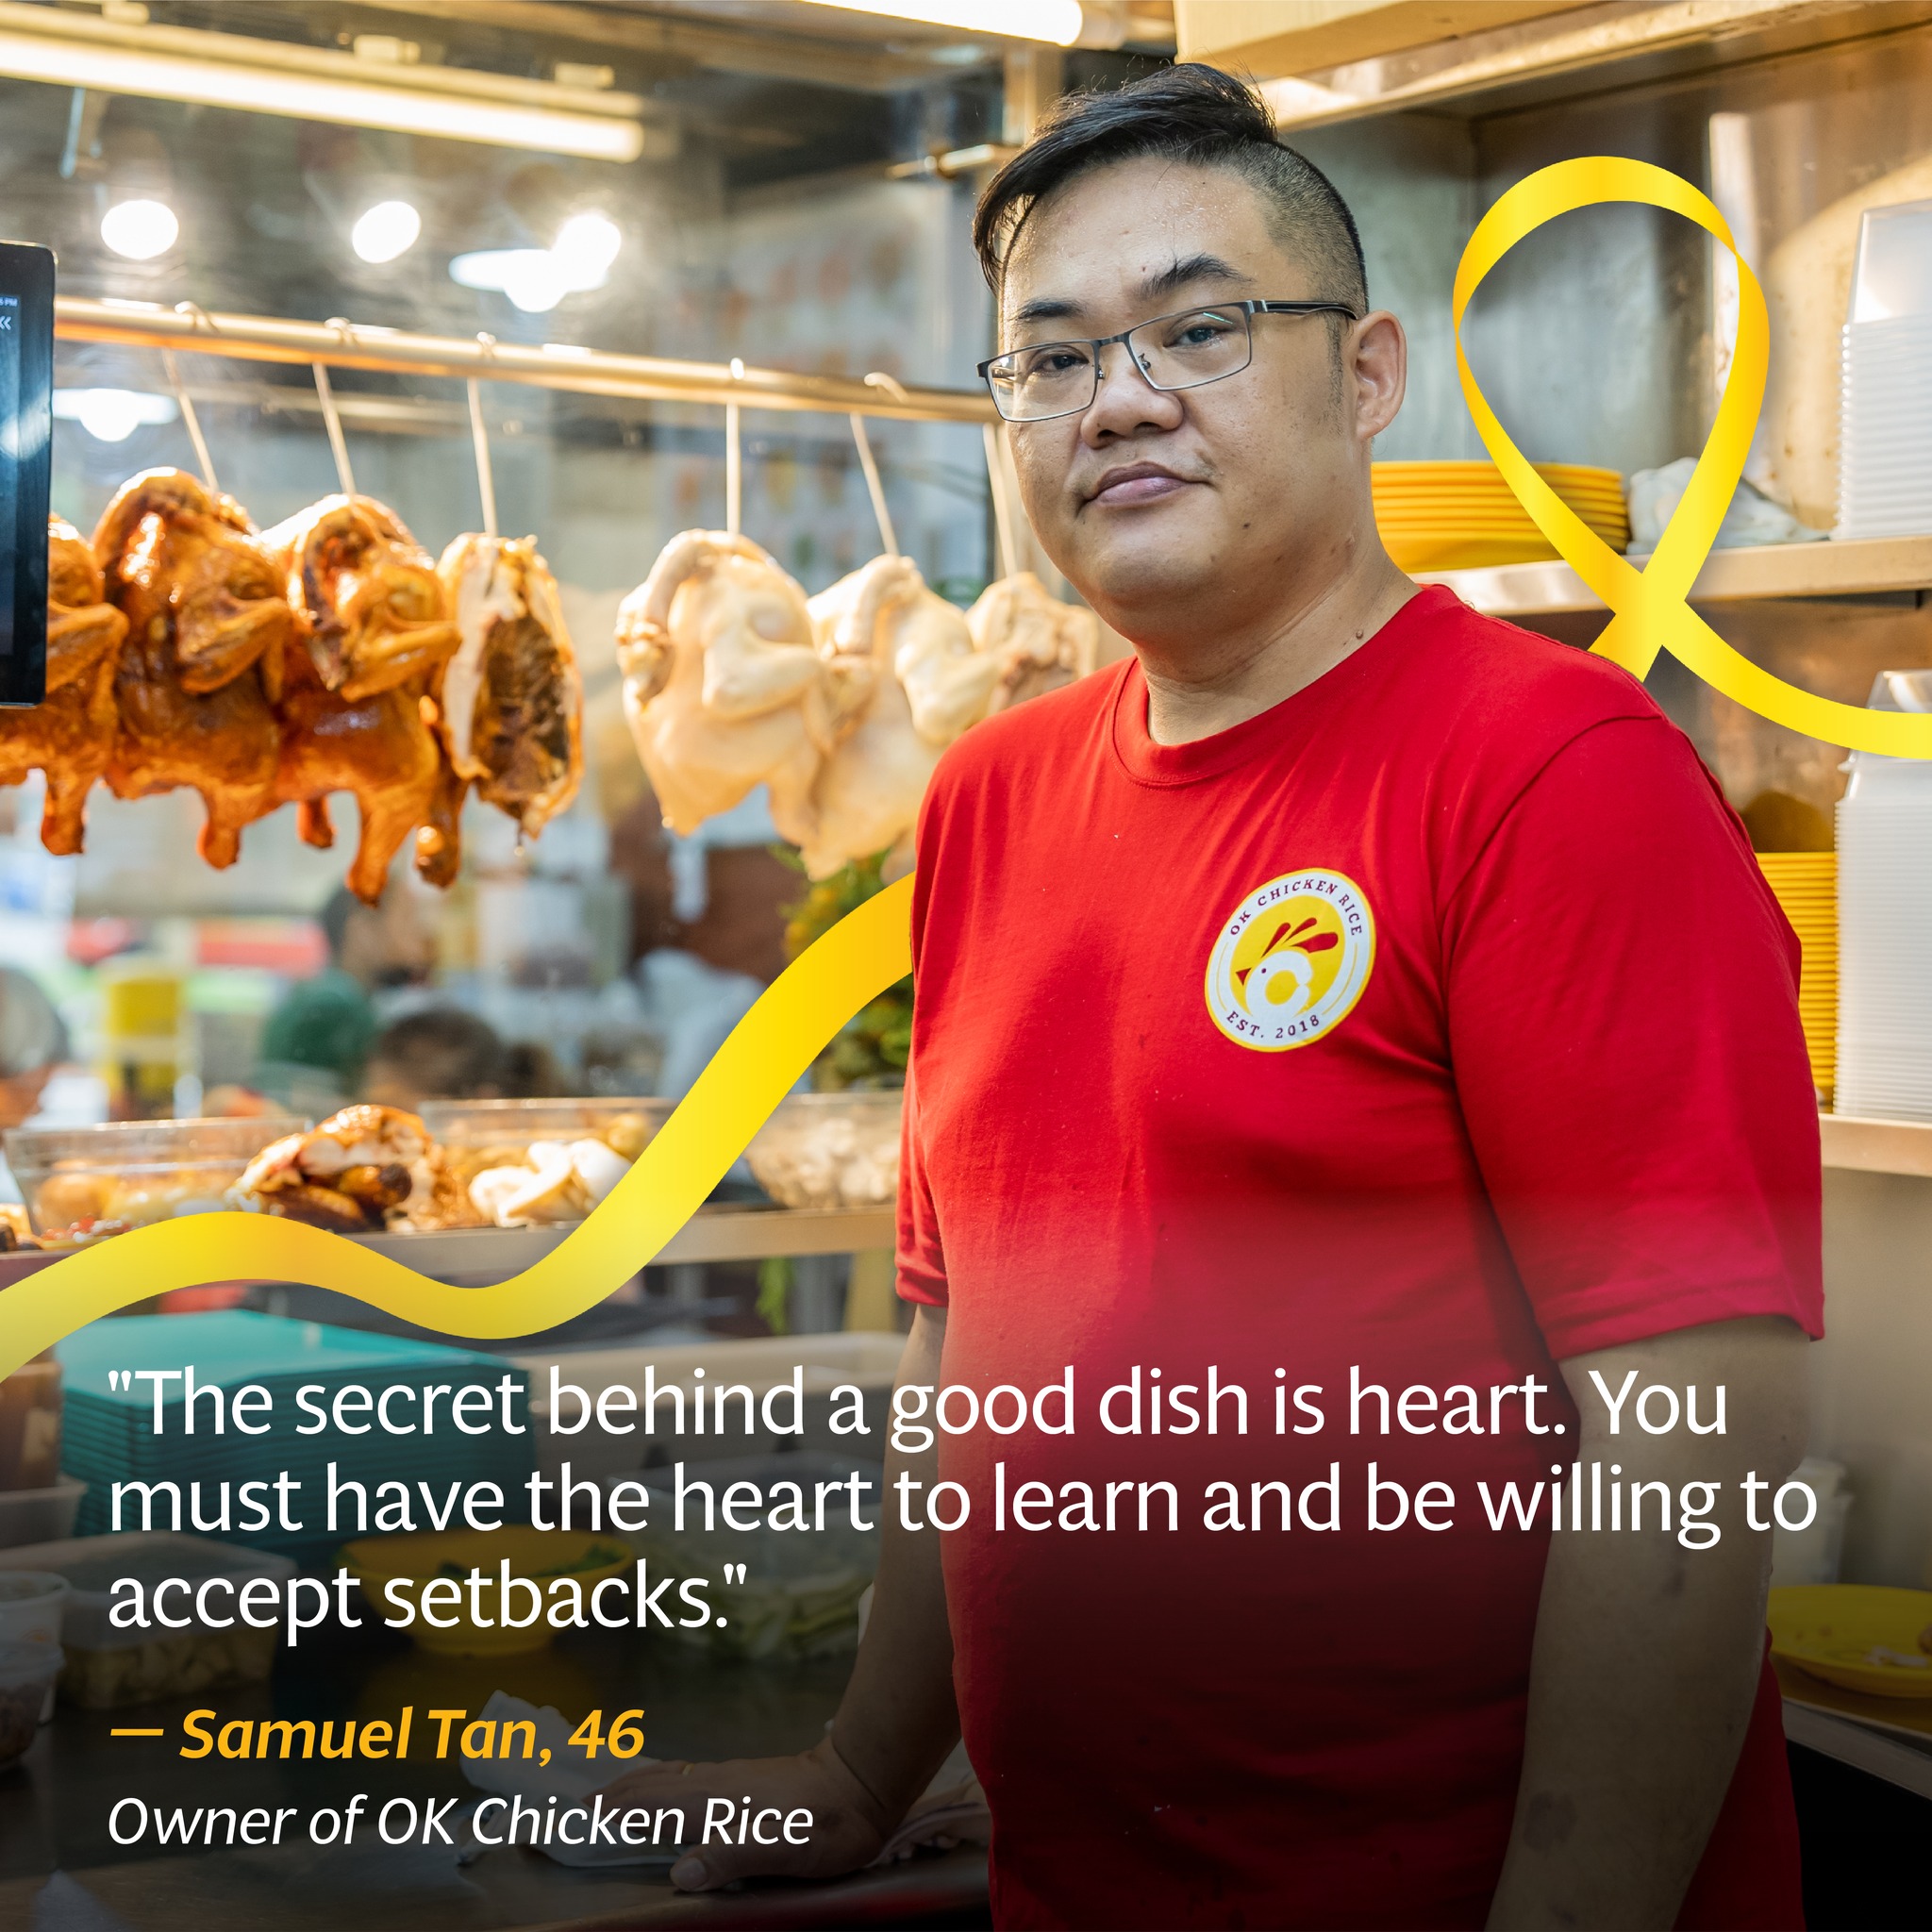 OK CHICKEN RICE
EST. 2018
"The secret behind a good dish is heart. You
must have the heart to learn and be willing to
accept setbacks."
— Samuel Tan, 46
Owner of OK Chicken Rice